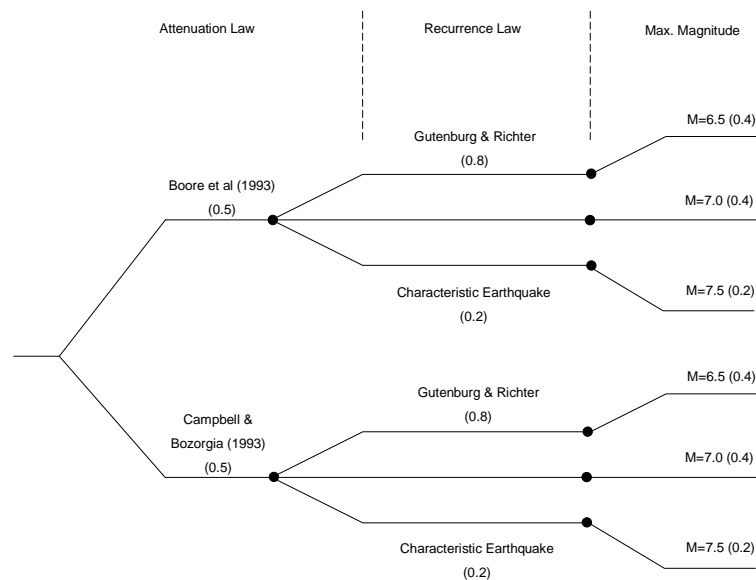 Attenuation Law
Recurrence Law
Max. Magnitude
Gutenburg & Richter
(0.8)
M=6.5 (0.4)
Boore et al (1993)
(0.5)
M=7.0 (0.4)
Characteristic Earthquake
(0.2)
M=7.5 (0.2)
Gutenburg & Richter
(0.8)
M=6.5 (0.4)
Campbell &
Bozorgia (1993)
(0.5)
M=7.0 (0.4)
Characteristic Earthquake
(0.2)
M=7.5 (0.2)